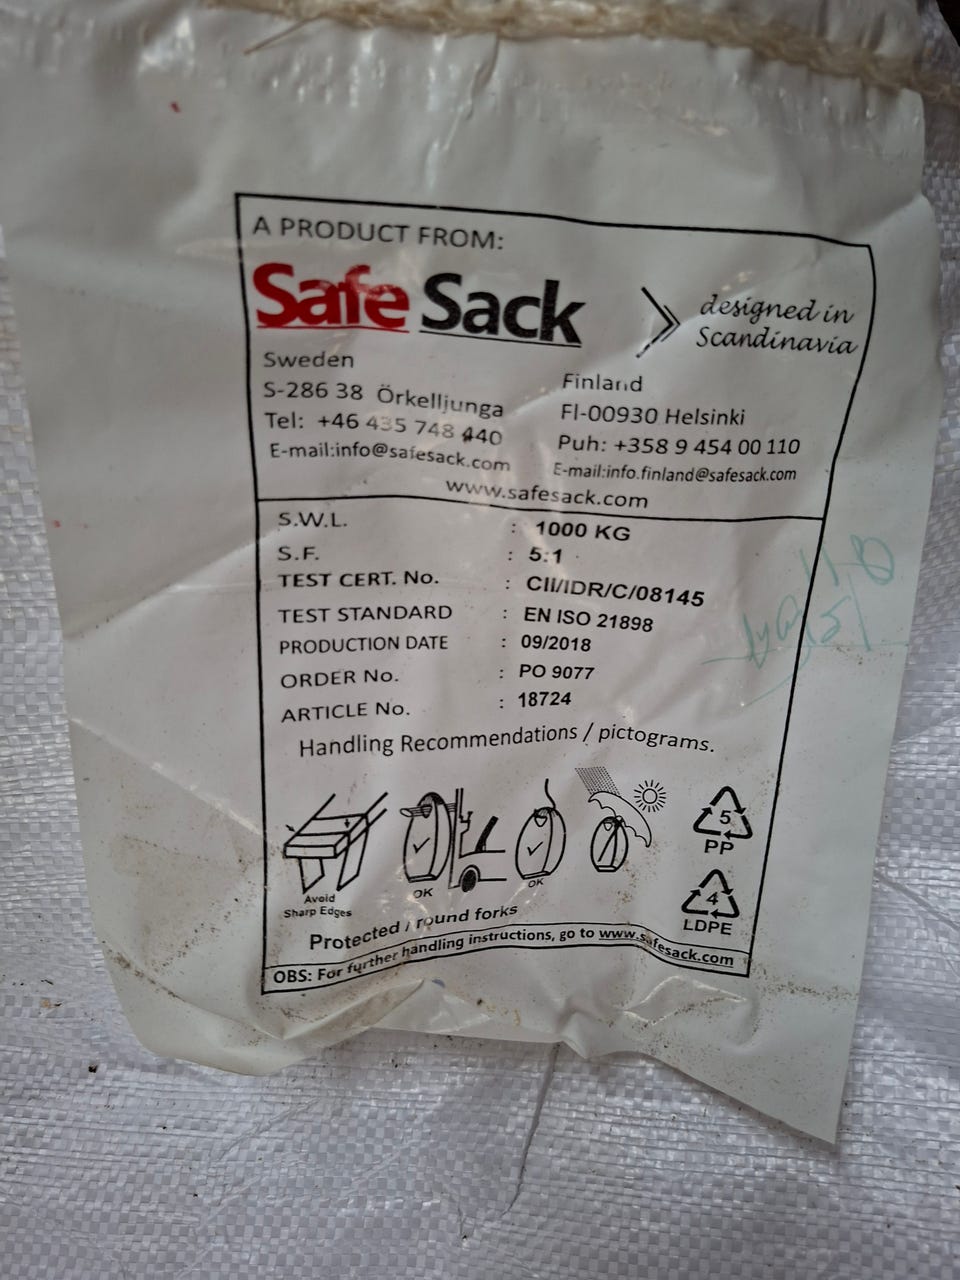 A PRODUCT FROM:
Safe Sack
designed in
Scandinavia
Sweden
S-286 38 Örkelljunga
Tel: +46 435 748 440
E-mail:info@safesack.com
Finland
FI-00930 Helsinki
Puh: +358 9 454 00 110
E-mail:info.finland@safesack.com
www.safesack.com
S.W.L. : 1000 KG
S.F. : 5:1
TEST CERT. No. : CII/IDR/C/08145
TEST STANDARD : EN ISO 21898
PRODUCTION DATE : 09/2018
ORDER No. : PO 9077
ARTICLE No. : 18724
Handling Recommendations / pictograms.
Avoid
Sharp Edges
OK
OK
5
PP
4
LDPE
Protected / round forks
OBS: For further handling instructions, go to www.safesack.com